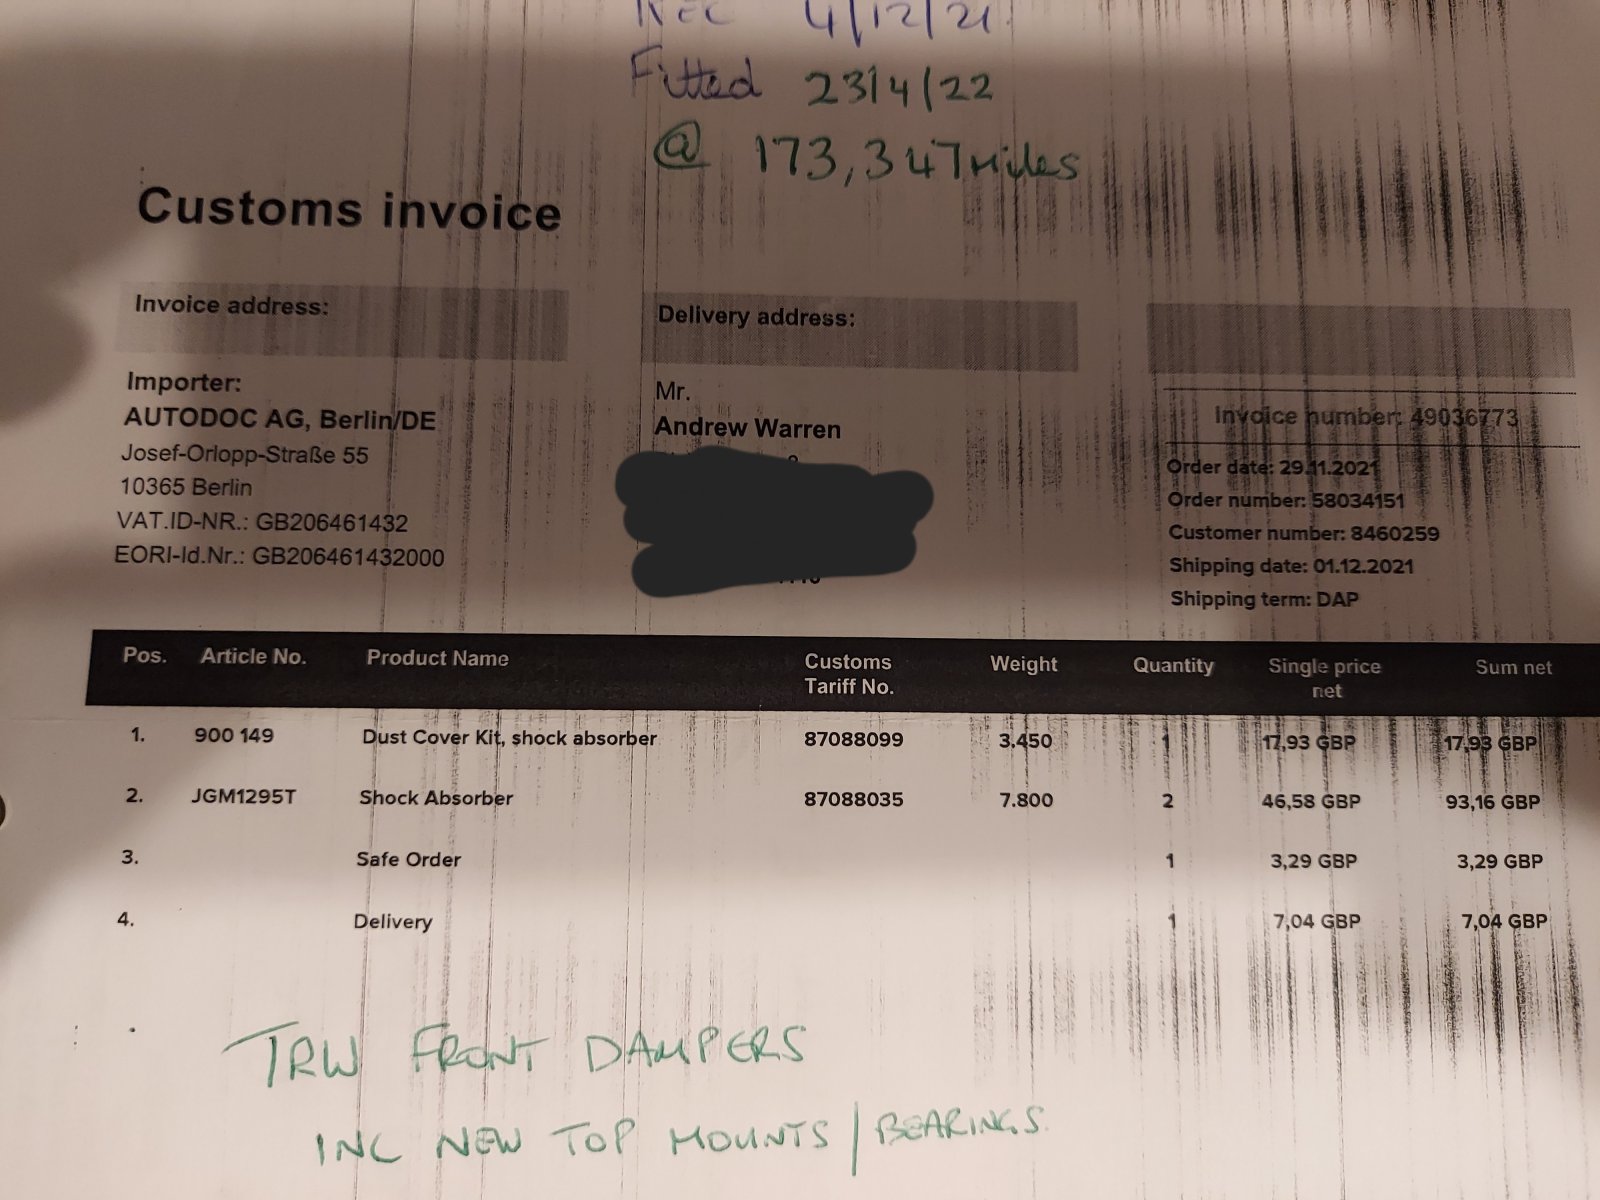 REC 4/12/21
Fitted 23/4/22
@ 173,347 miles
Customs invoice
Invoice address:
Importer:
AUTODOC AG, Berlin/DE
Josef-Orlopp-Straße 55
10365 Berlin
VAT.ID-NR.: GB206461432
EORI-Id.Nr.: GB206461432000
Delivery address:
Mr.
Andrew Warren
Invoice number: 49036773
Order date: 29.11.2021
Order number: 58034151
Customer number: 8460259
Shipping date: 01.12.2021
Shipping term: DAP
Pos. Article No. Product Name Customs Tariff No. Weight Quantity Single price net Sum net
1. 900 149 Dust Cover Kit, shock absorber 87088099 3.450 1 17,93 GBP 17,93 GBP
2. JGM1295T Shock Absorber 87088035 7.800 2 46,58 GBP 93,16 GBP
3. Safe Order 1 3,29 GBP 3,29 GBP
4. Delivery 1 7,04 GBP 7,04 GBP
TRW FRONT DAMPERS
INC NEW TOP MOUNTS / BEARINGS.